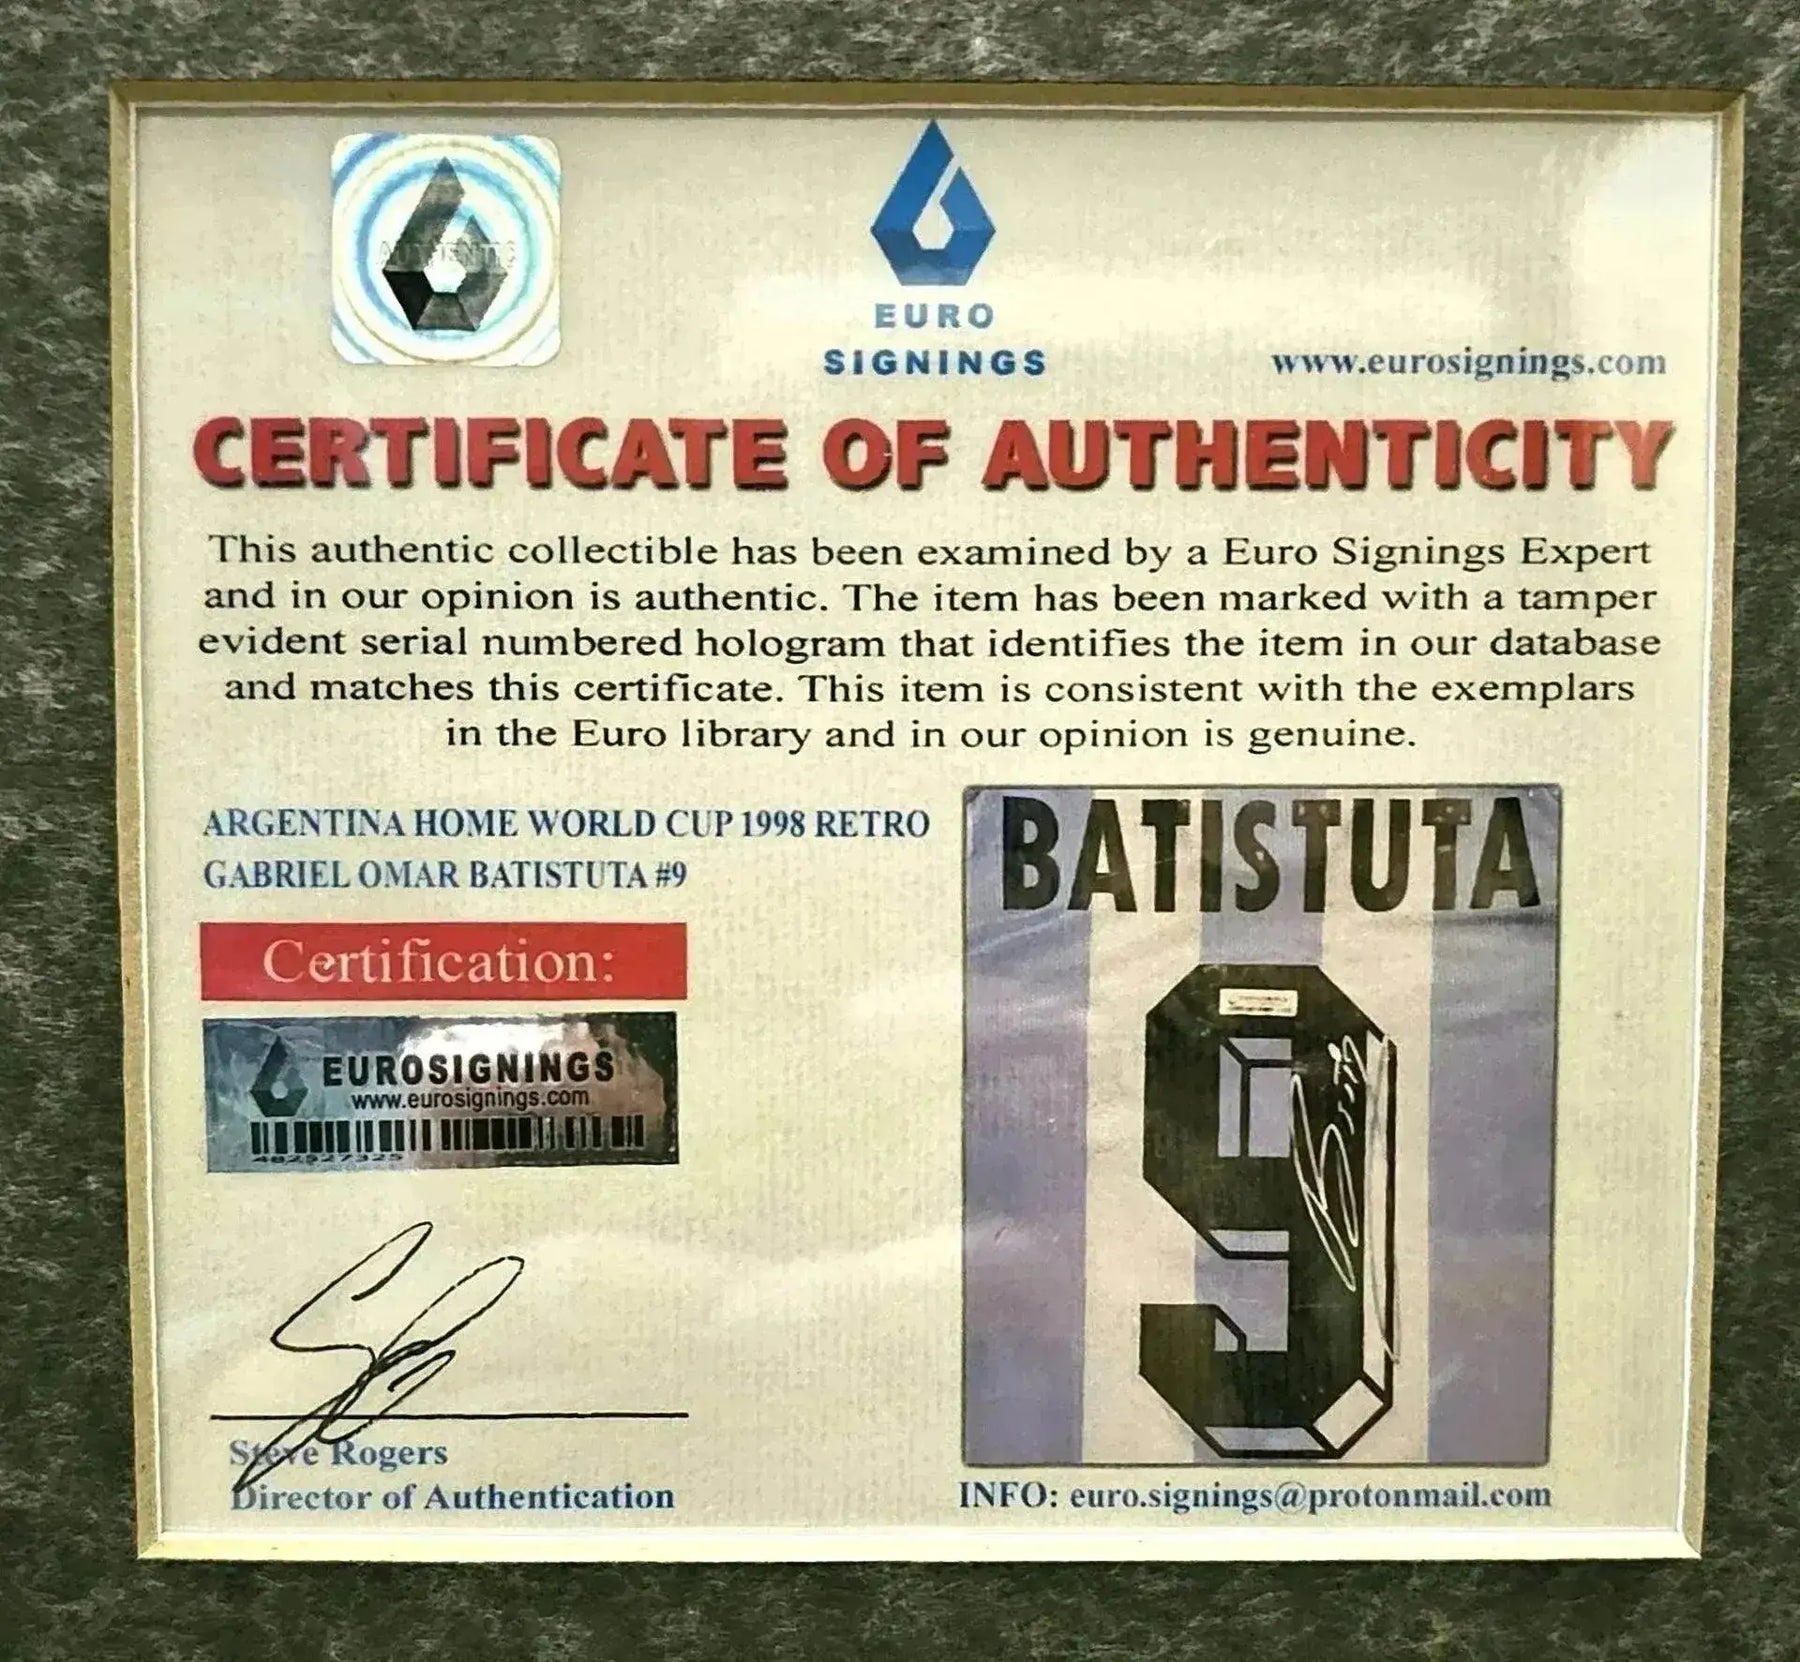 AUTHENTIC
EURO
SIGNINGS
www.eurosignings.com
CERTIFICATE OF AUTHENTICITY
This authentic collectible has been examined by a Euro Signings Expert
and in our opinion is authentic. The item has been marked with a tamper
evident serial numbered hologram that identifies the item in our database
and matches this certificate. This item is consistent with the exemplars
in the Euro library and in our opinion is genuine.
ARGENTINA HOME WORLD CUP 1998 RETRO
GABRIEL OMAR BATISTUTA #9
Certification:
EUROSIGNINGS
www.eurosignings.com
482527325
Steve Rogers
Director of Authentication
BATISTUTA
9
INFO: euro.signings@protonmail.com